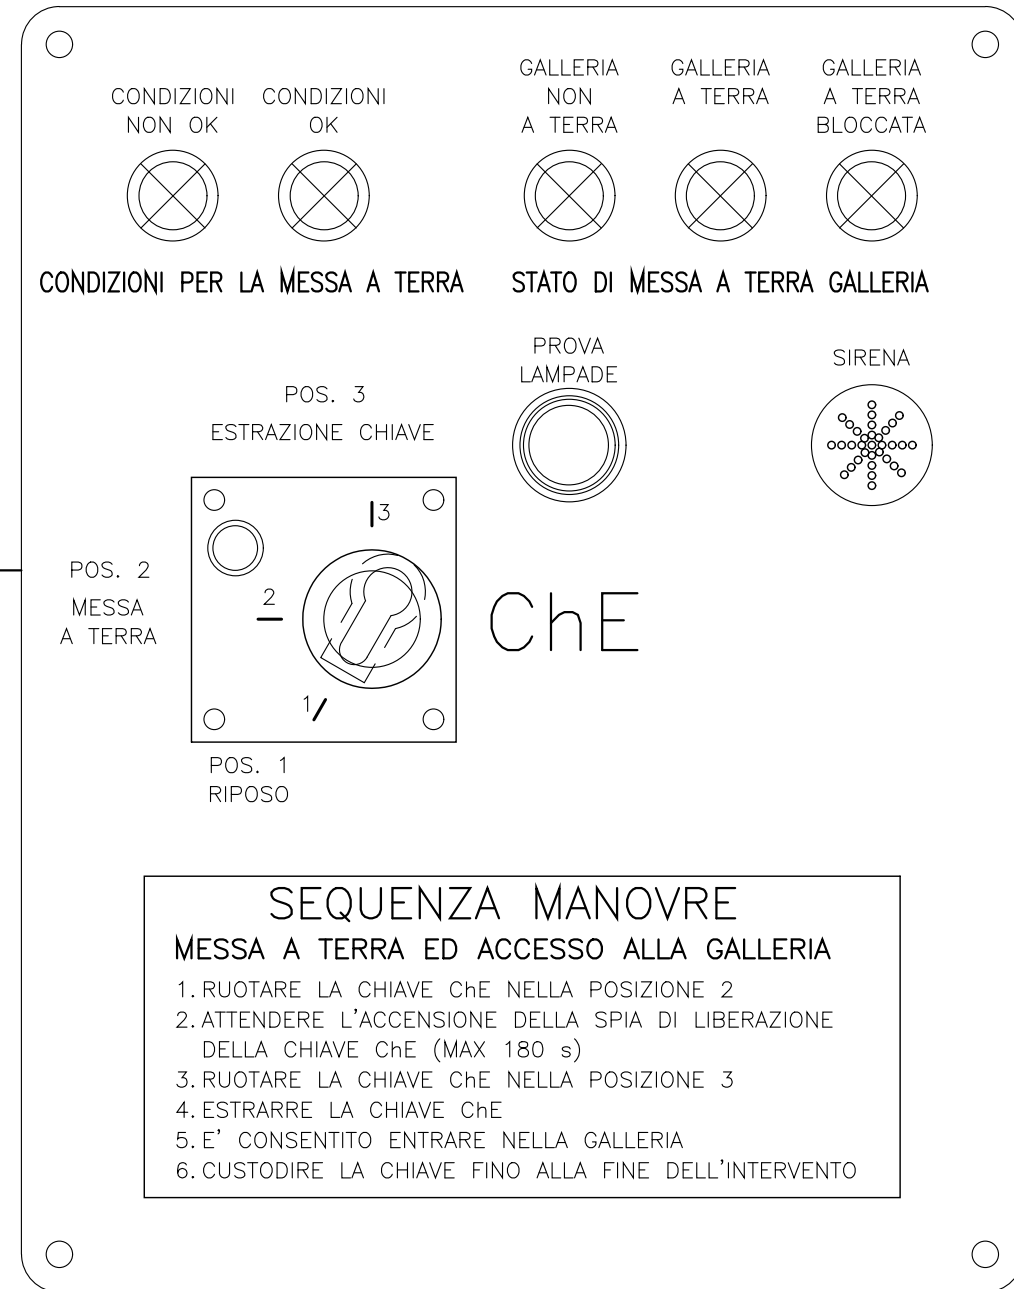 GALLERIA
NON
A TERRA
GALLERIA
A TERRA
GALLERIA
A TERRA
BLOCCATA
CONDIZIONI
NON OK
CONDIZIONI
OK
CONDIZIONI PER LA MESSA A TERRA
STATO DI MESSA A TERRA GALLERIA
PROVA
LAMPADE
SIRENA
POS. 3
ESTRAZIONE CHIAVE
3
POS. 2
MESSA
A TERRA
2
ChE
1
POS. 1
RIPOSO
SEQUENZA MANOVRE
MESSA A TERRA ED ACCESSO ALLA GALLERIA
1. RUOTARE LA CHIAVE ChE NELLA POSIZIONE 2
2. ATTENDERE L'ACCENSIONE DELLA SPIA DI LIBERAZIONE
DELLA CHIAVE ChE (MAX 180 s)
3. RUOTARE LA CHIAVE ChE NELLA POSIZIONE 3
4. ESTRARRE LA CHIAVE ChE
5. E' CONSENTITO ENTRARE NELLA GALLERIA
6. CUSTODIRE LA CHIAVE FINO ALLA FINE DELL'INTERVENTO